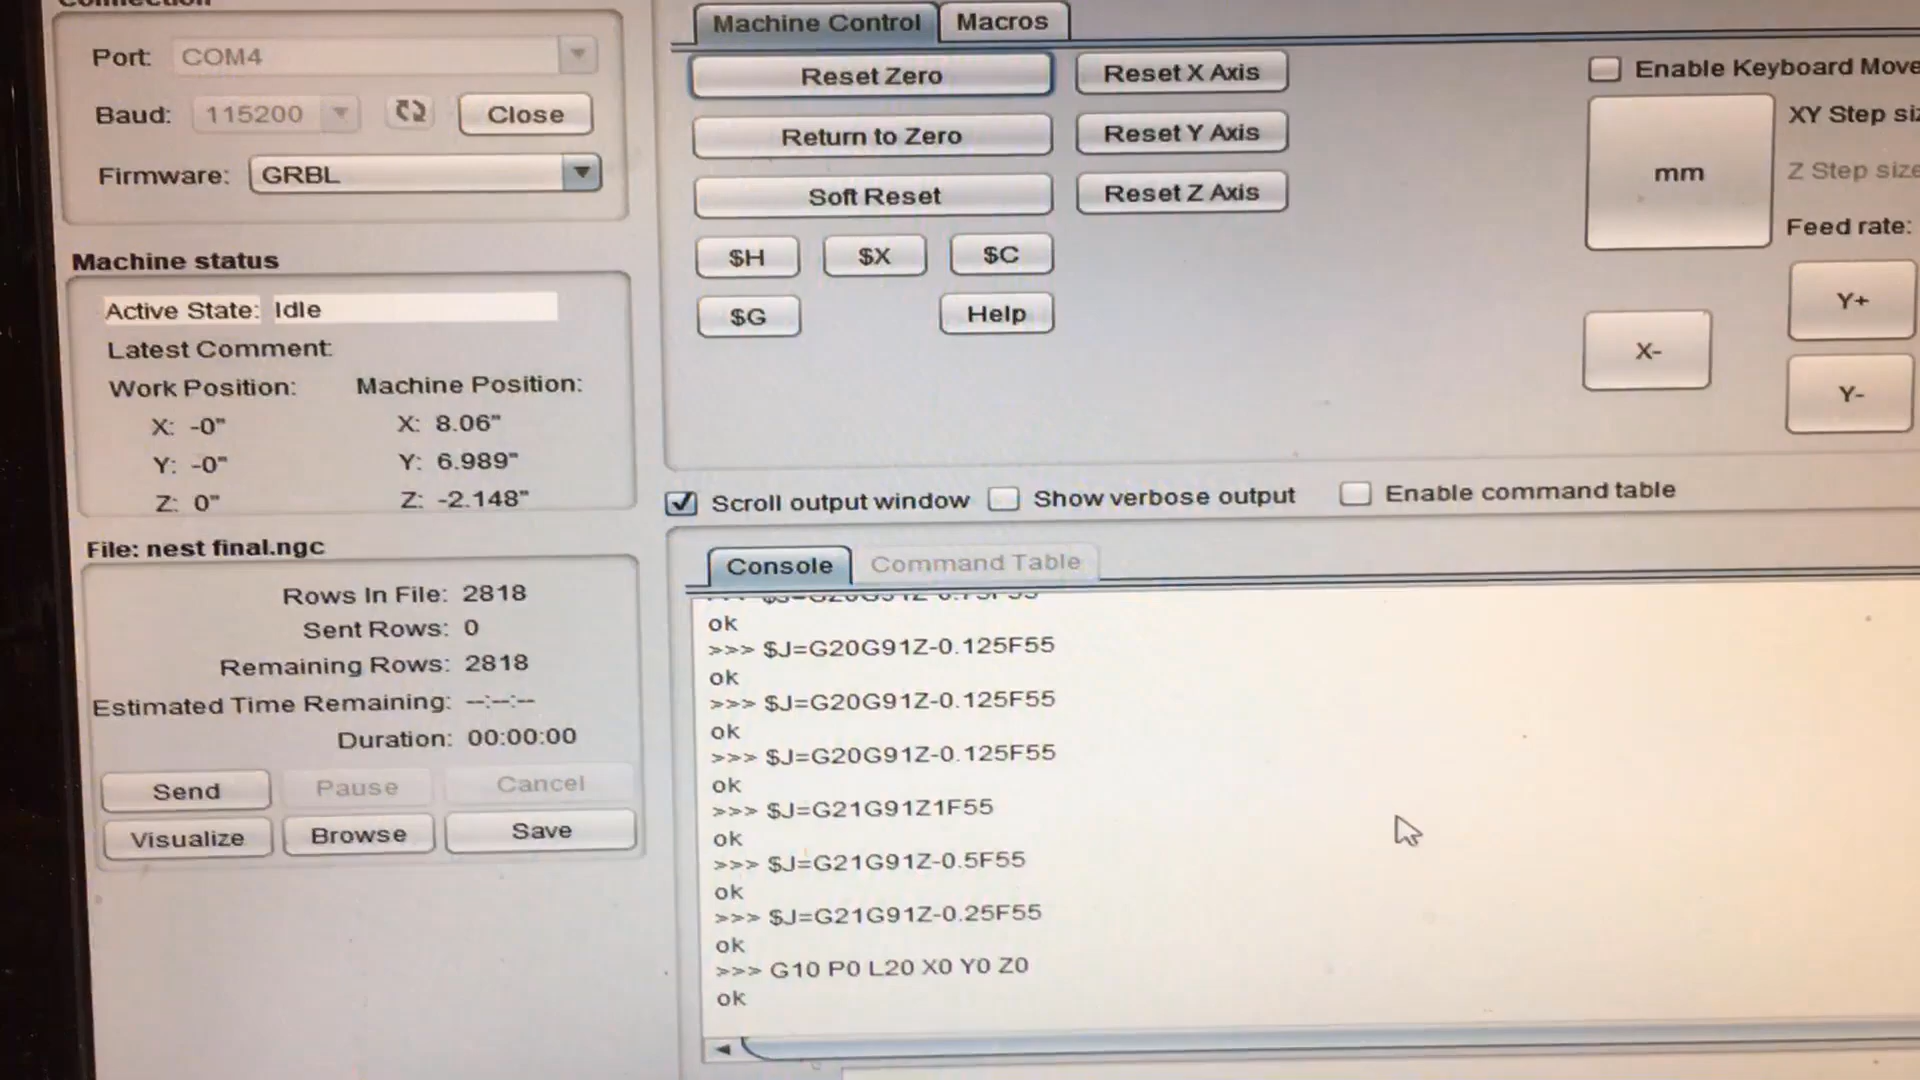 Port: COM4
Baud: 115200 Close
Firmware: GRBL
Machine status
Active State: Idle
Latest Comment:
Work Position: Machine Position:
X: -0" X: 8.06"
Y: -0" Y: 6.989"
Z: 0" Z: -2.148"
File: nest final.ngc
Rows In File: 2818
Sent Rows: 0
Remaining Rows: 2818
Estimated Time Remaining: --:--:--
Duration: 00:00:00
Send Pause Cancel
Visualize Browse Save
Machine Control Macros
Reset Zero Reset X Axis
Return to Zero Reset Y Axis
Soft Reset Reset Z Axis
$H $X $C
$G Help
Enable Keyboard Move
mm
XY Step siz
Z Step size
Feed rate:
Y+
X-
Y-
Scroll output window Show verbose output Enable command table
Console Command Table
ok
>>> $J=G20G91Z-0.125F55
ok
>>> $J=G20G91Z-0.125F55
ok
>>> $J=G20G91Z-0.125F55
ok
>>> $J=G21G91Z1F55
ok
>>> $J=G21G91Z-0.5F55
ok
>>> $J=G21G91Z-0.25F55
ok
>>> G10 P0 L20 X0 Y0 Z0
ok